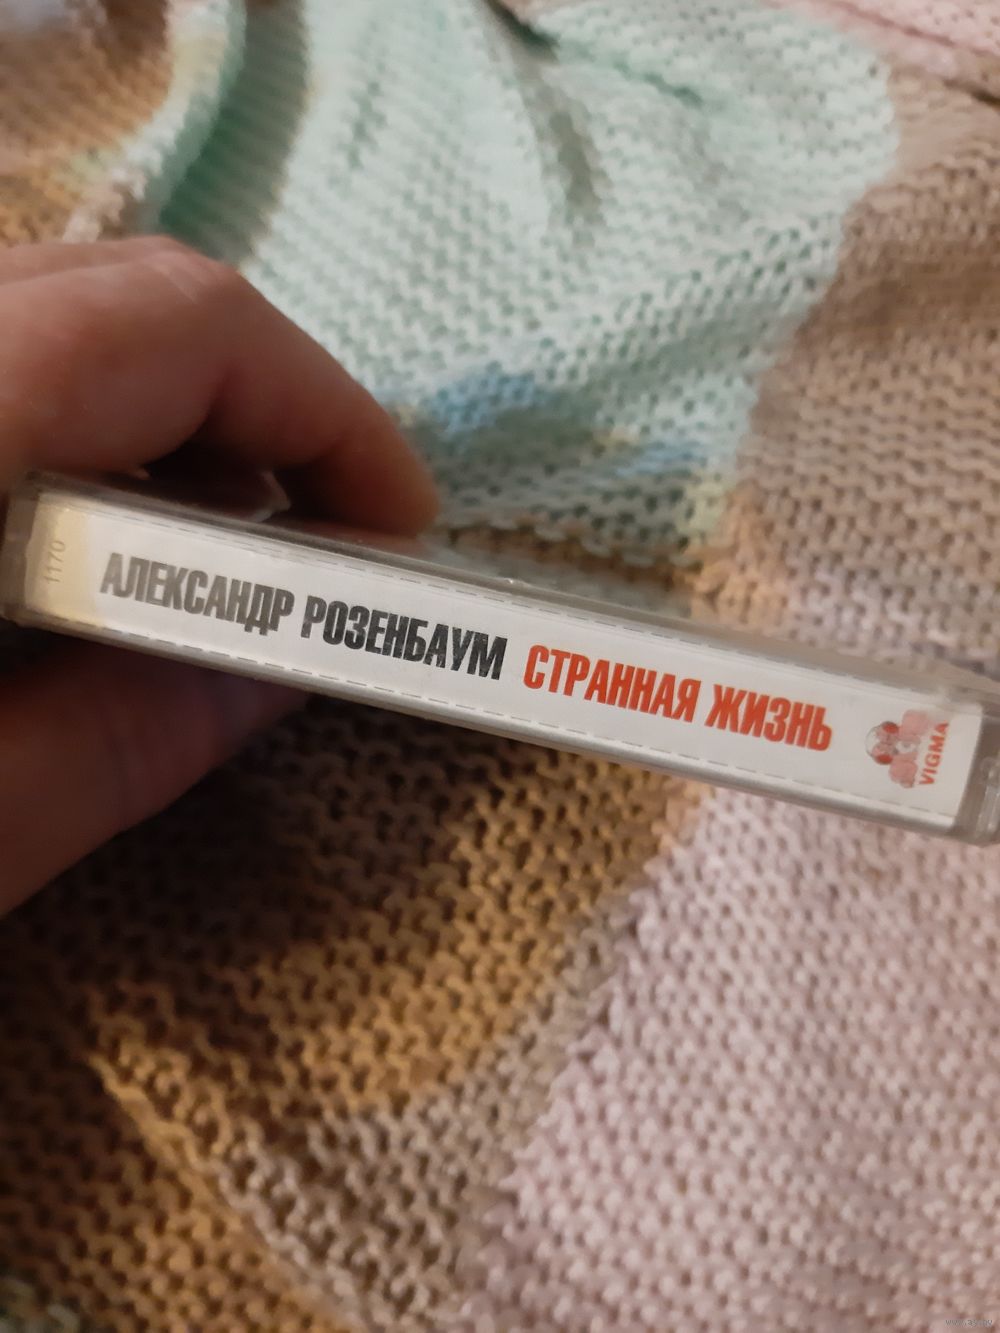 1170
АЛЕКСАНДР РОЗЕНБАУМ СТРАННАЯ ЖИЗНЬ
VIGMA